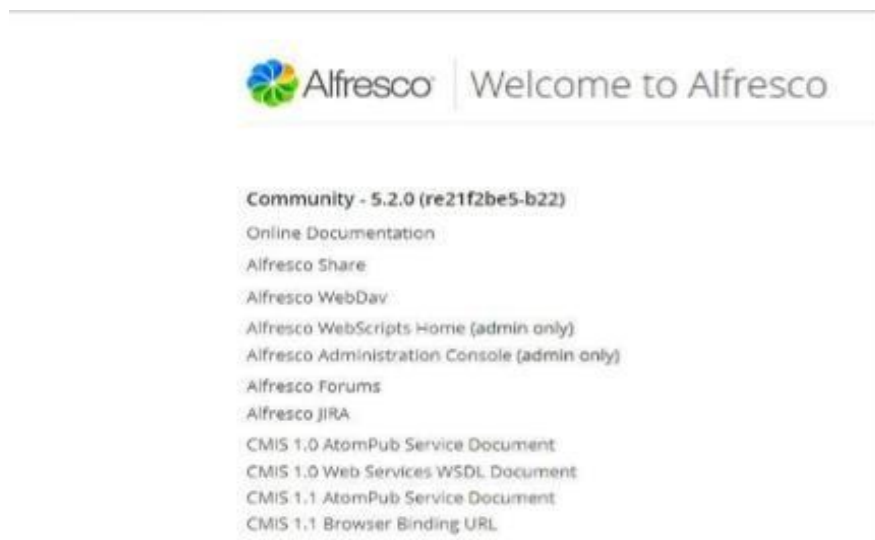 Alfresco Welcome to Alfresco
Community - 5.2.0 (re21f2be5-b22)
Online Documentation
Alfresco Share
Alfresco WebDav
Alfresco WebScripts Home (admin only)
Alfresco Administration Console (admin only)
Alfresco Forums
Alfresco JIRA
CMIS 1.0 AtomPub Service Document
CMIS 1.0 Web Services WSDL Document
CMIS 1.1 AtomPub Service Document
CMIS 1.1 Browser Binding URL